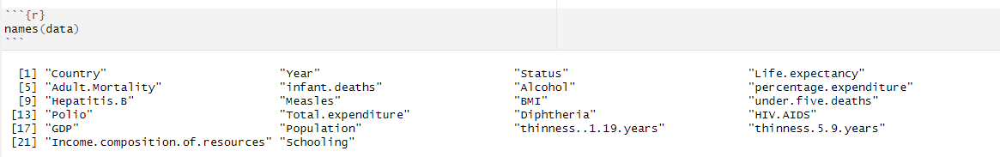 ```{r}
names(data)
```
[1] "Country" "Year" "Status" "Life.expectancy"
[5] "Adult.Mortality" "infant.deaths" "Alcohol" "percentage.expenditure"
[9] "Hepatitis.B" "Measles" "BMI" "under.five.deaths"
[13] "Polio" "Total.expenditure" "Diphtheria" "HIV.AIDS"
[17] "GDP" "Population" "thinness..1.19.years" "thinness.5.9.years"
[21] "Income.composition.of.resources" "Schooling"